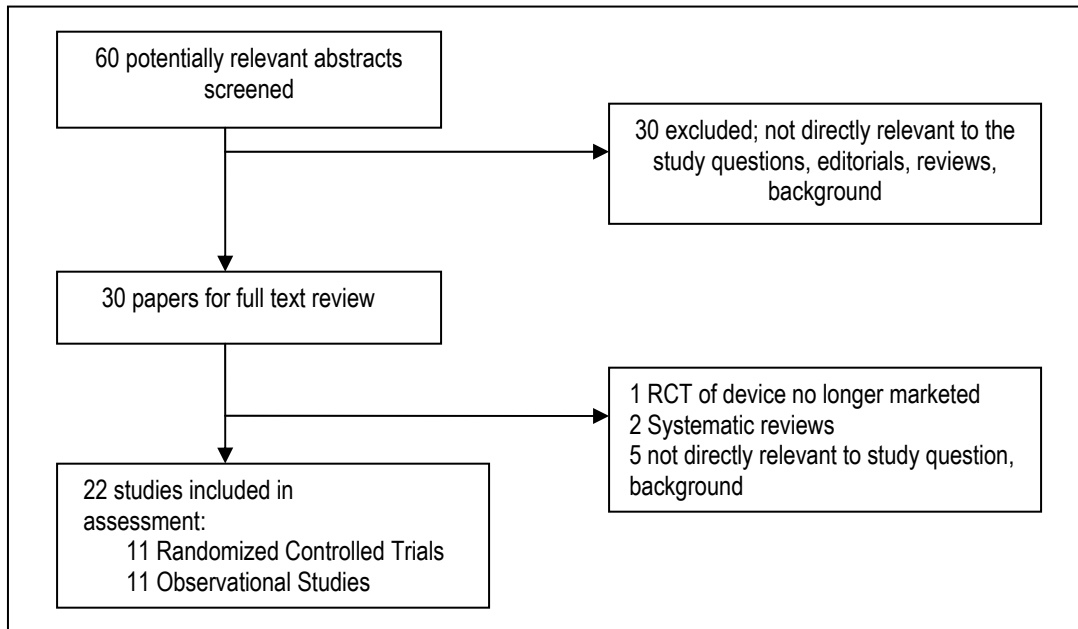 60 potentially relevant abstracts
screened
30 excluded; not directly relevant to the
study questions, editorials, reviews,
background
30 papers for full text review
1 RCT of device no longer marketed
2 Systematic reviews
5 not directly relevant to study question,
background
22 studies included in
assessment:
11 Randomized Controlled Trials
11 Observational Studies